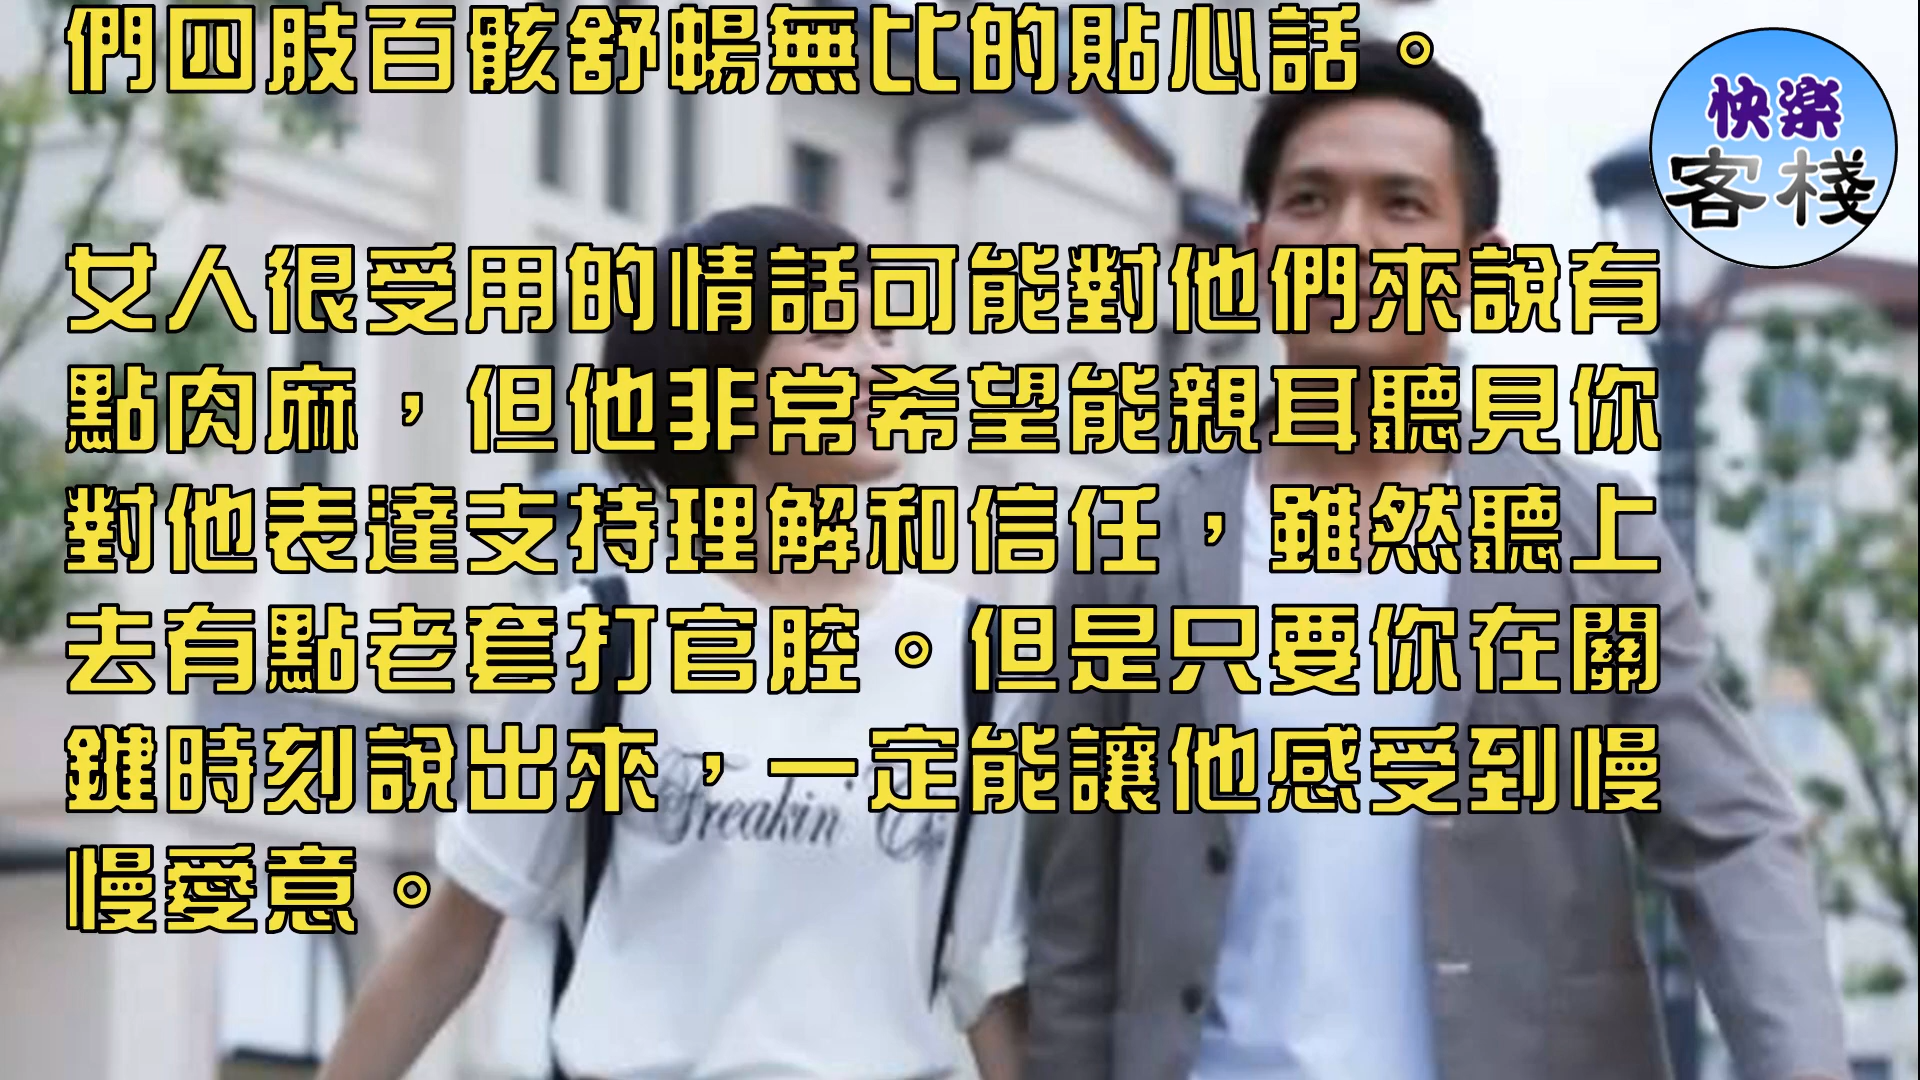 們四肢百骸舒暢無比的貼心話。
快樂
客棧
女人很受用的情話可能對他們來說有
點肉麻，但他非常希望能親耳聽見你
對他表達支持理解和信任，雖然聽上
去有點老套打官腔。但是只要你在關
鍵時刻說出來，一定能讓他感受到慢
慢愛意。
Freakin'